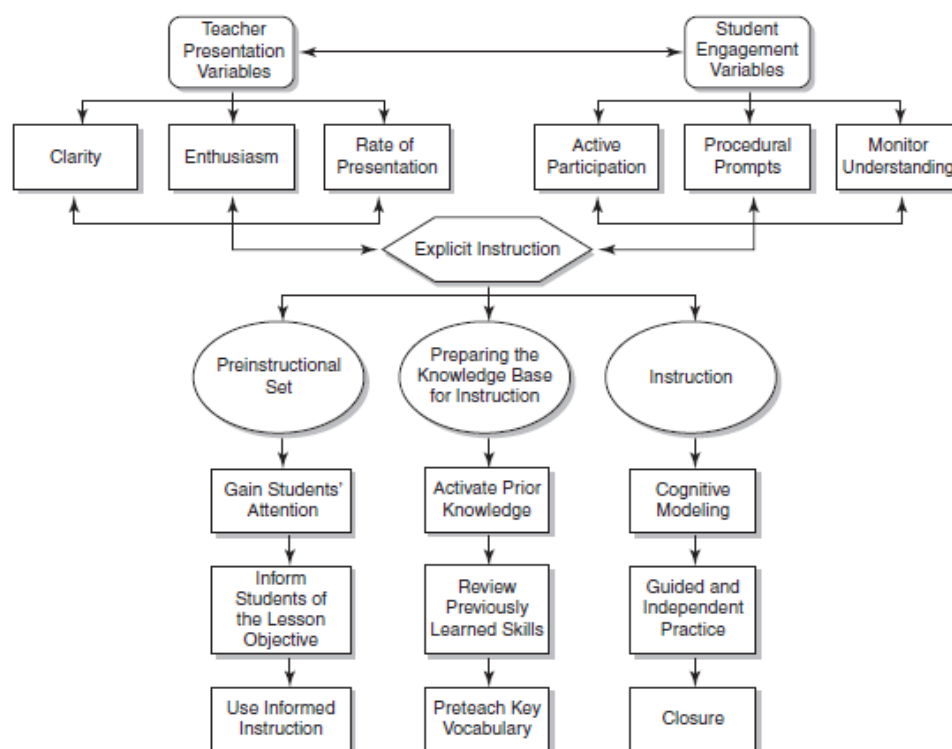 Teacher
Presentation
Variables
Student
Engagement
Variables
Clarity
Enthusiasm
Rate of
Presentation
Active
Participation
Procedural
Prompts
Monitor
Understanding
Explicit Instruction
Preinstructional
Set
Preparing the
Knowledge Base
for Instruction
Instruction
Gain Students'
Attention
Activate Prior
Knowledge
Cognitive
Modeling
Inform
Students of
the Lesson
Objective
Review
Previously
Learned Skills
Guided and
Independent
Practice
Use Informed
Instruction
Preteach Key
Vocabulary
Closure